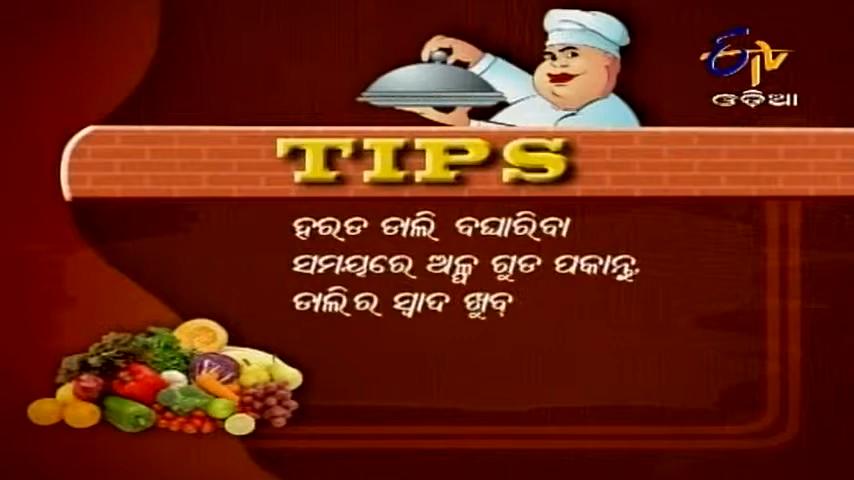 ETV
ଓଡ଼ିଆ
TIPS
ହରଡ ଡାଲି ବଘାରିବା
ସମୟରେ ଅଳ୍ପ ଗୁଡ ପକାନ୍ତୁ,
ଡାଲିର ସ୍ୱାଦ ଖୁବ୍